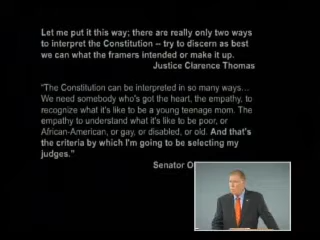 Let me put it this way; there are really only two ways
to interpret the Constitution -- try to discern as best
we can what the framers intended or make it up.
Justice Clarence Thomas
"The Constitution can be interpreted in so many ways…
We need somebody who's got the heart, the empathy, to
recognize what it's like to be a young teenage mom. The
empathy to understand what it's like to be poor, or
African-American, or gay, or disabled, or old. And that's
the criteria by which I'm going to be selecting my
judges."
Senator